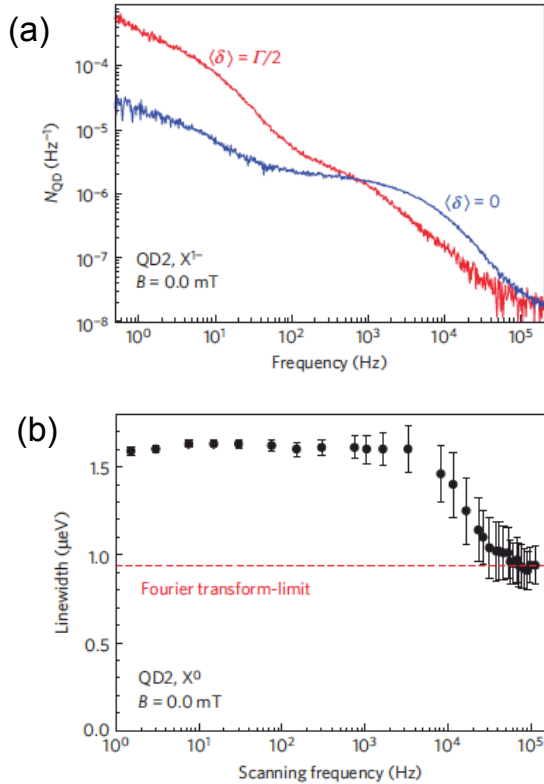 (a)
10⁻⁴
10⁻⁵
10⁻⁶
10⁻⁷
10⁻⁸
N_QD (Hz⁻¹)
⟨δ⟩ = Γ/2
⟨δ⟩ = 0
QD2, X¹⁻
B = 0.0 mT
10⁰ 10¹ 10² 10³ 10⁴ 10⁵
Frequency (Hz)
(b)
1.5
1.0
0.5
0.0
Linewidth (µeV)
Fourier transform-limit
QD2, X⁰
B = 0.0 mT
10⁰ 10¹ 10² 10³ 10⁴ 10⁵
Scanning frequency (Hz)